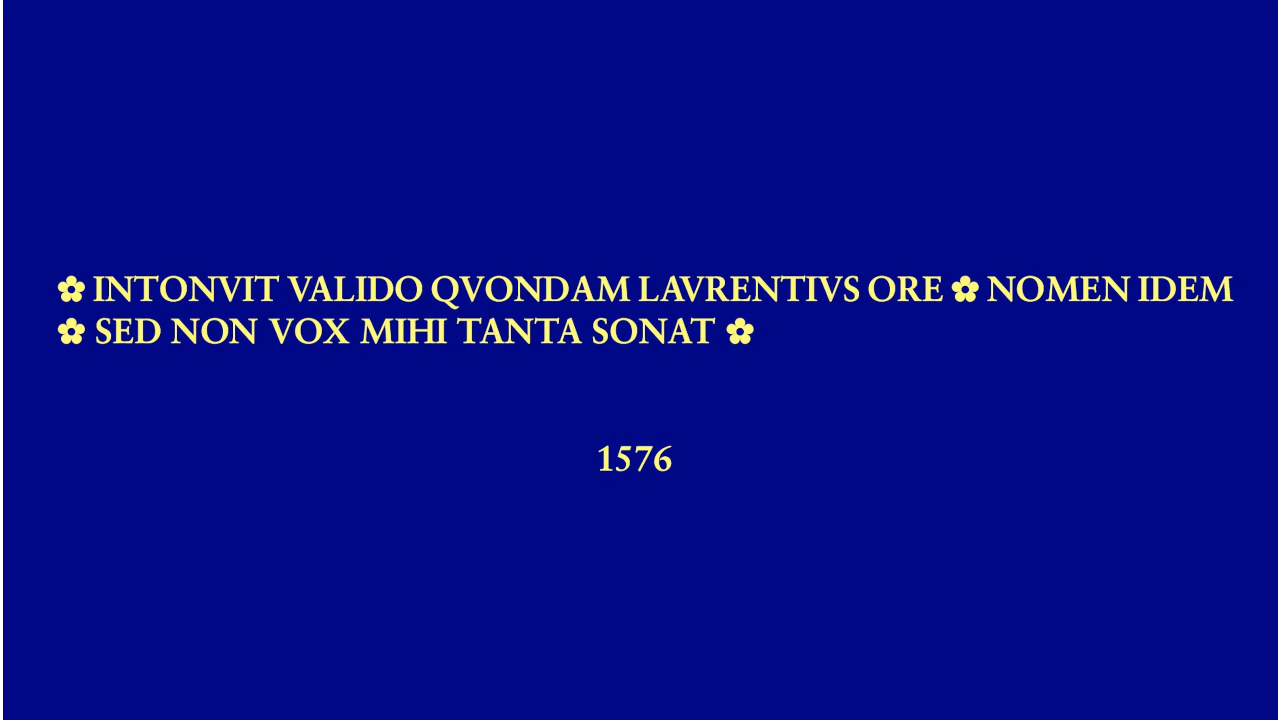 ✿ INTONVIT VALIDO QVONDAM LAVRENTIVS ORE ✿ NOMEN IDEM
✿ SED NON VOX MIHI TANTA SONAT ✿
1576